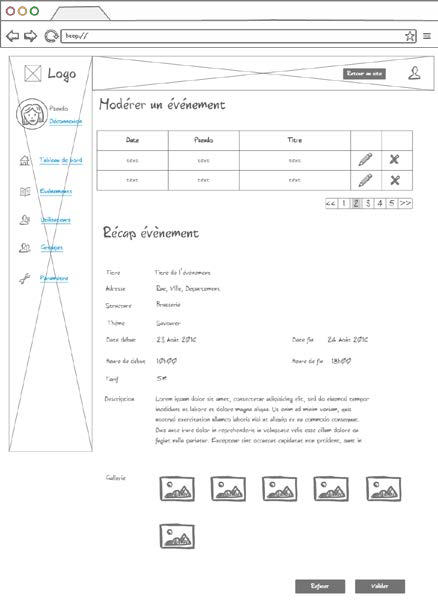 http://
Logo
Retour au site
Pseudo
Déconnexion
Tableau de bord
Evénements
Utilisateurs
Groupes
Paramètre
Modérer un événement
Date Pseudo Titre
text text text
text text text
<< 1 2 3 4 5 >>
Récap évènement
Titre Titre de l'événement
Adresse Rue, Ville, Département
Structure Brasserie
Thème Savourer
Date début 23 Août 2016 Date fin 24 Août 2016
Heure de début 10h00 Heure de fin 18h00
Tarif
Description Lorem ipsum dolor sit amet, consectetur adipisicing elit, sed do eiusmod tempor
incididunt ut labore et dolore magna aliqua. Ut enim ad minim veniam, quis
nostrud exercitation ullamco laboris nisi ut aliquip ex ea commodo consequat.
Duis aute irure dolor in reprehenderit in voluptate velit esse cillum dolore eu
fugiat nulla pariatur. Excepteur sint occaecat cupidatat non proident, sunt in
Gallerie
Refuser Valider